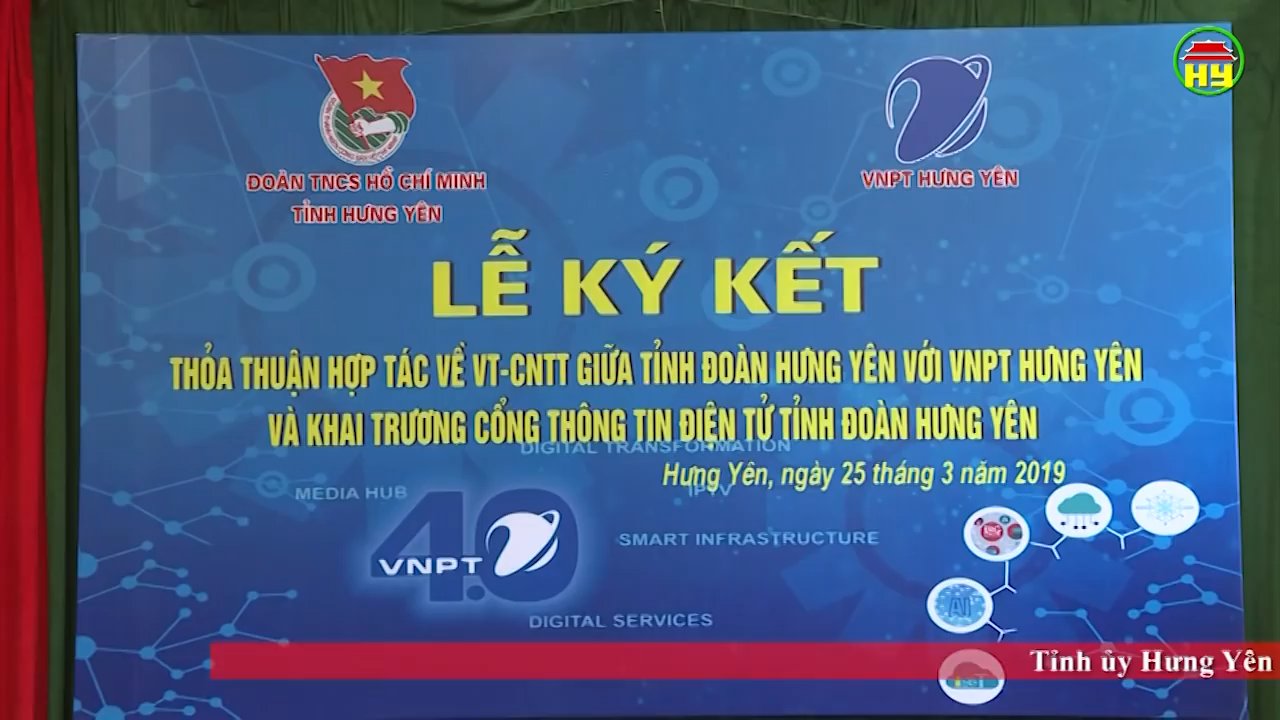 HY
ĐOÀN TNCS HỒ CHÍ MINH
TỈNH HƯNG YÊN
VNPT HƯNG YÊN
LỄ KÝ KẾT
THỎA THUẬN HỢP TÁC VỀ VT-CNTT GIỮA TỈNH ĐOÀN HƯNG YÊN VỚI VNPT HƯNG YÊN
VÀ KHAI TRƯƠNG CỔNG THÔNG TIN ĐIỆN TỬ TỈNH ĐOÀN HƯNG YÊN
DIGITAL TRANSFORMATION
Hưng Yên, ngày 25 tháng 3 năm 2019
MEDIA HUB
IPTV
4.0
VNPT
SMART INFRASTRUCTURE
AI
DIGITAL SERVICES
Tỉnh ủy Hưng Yên